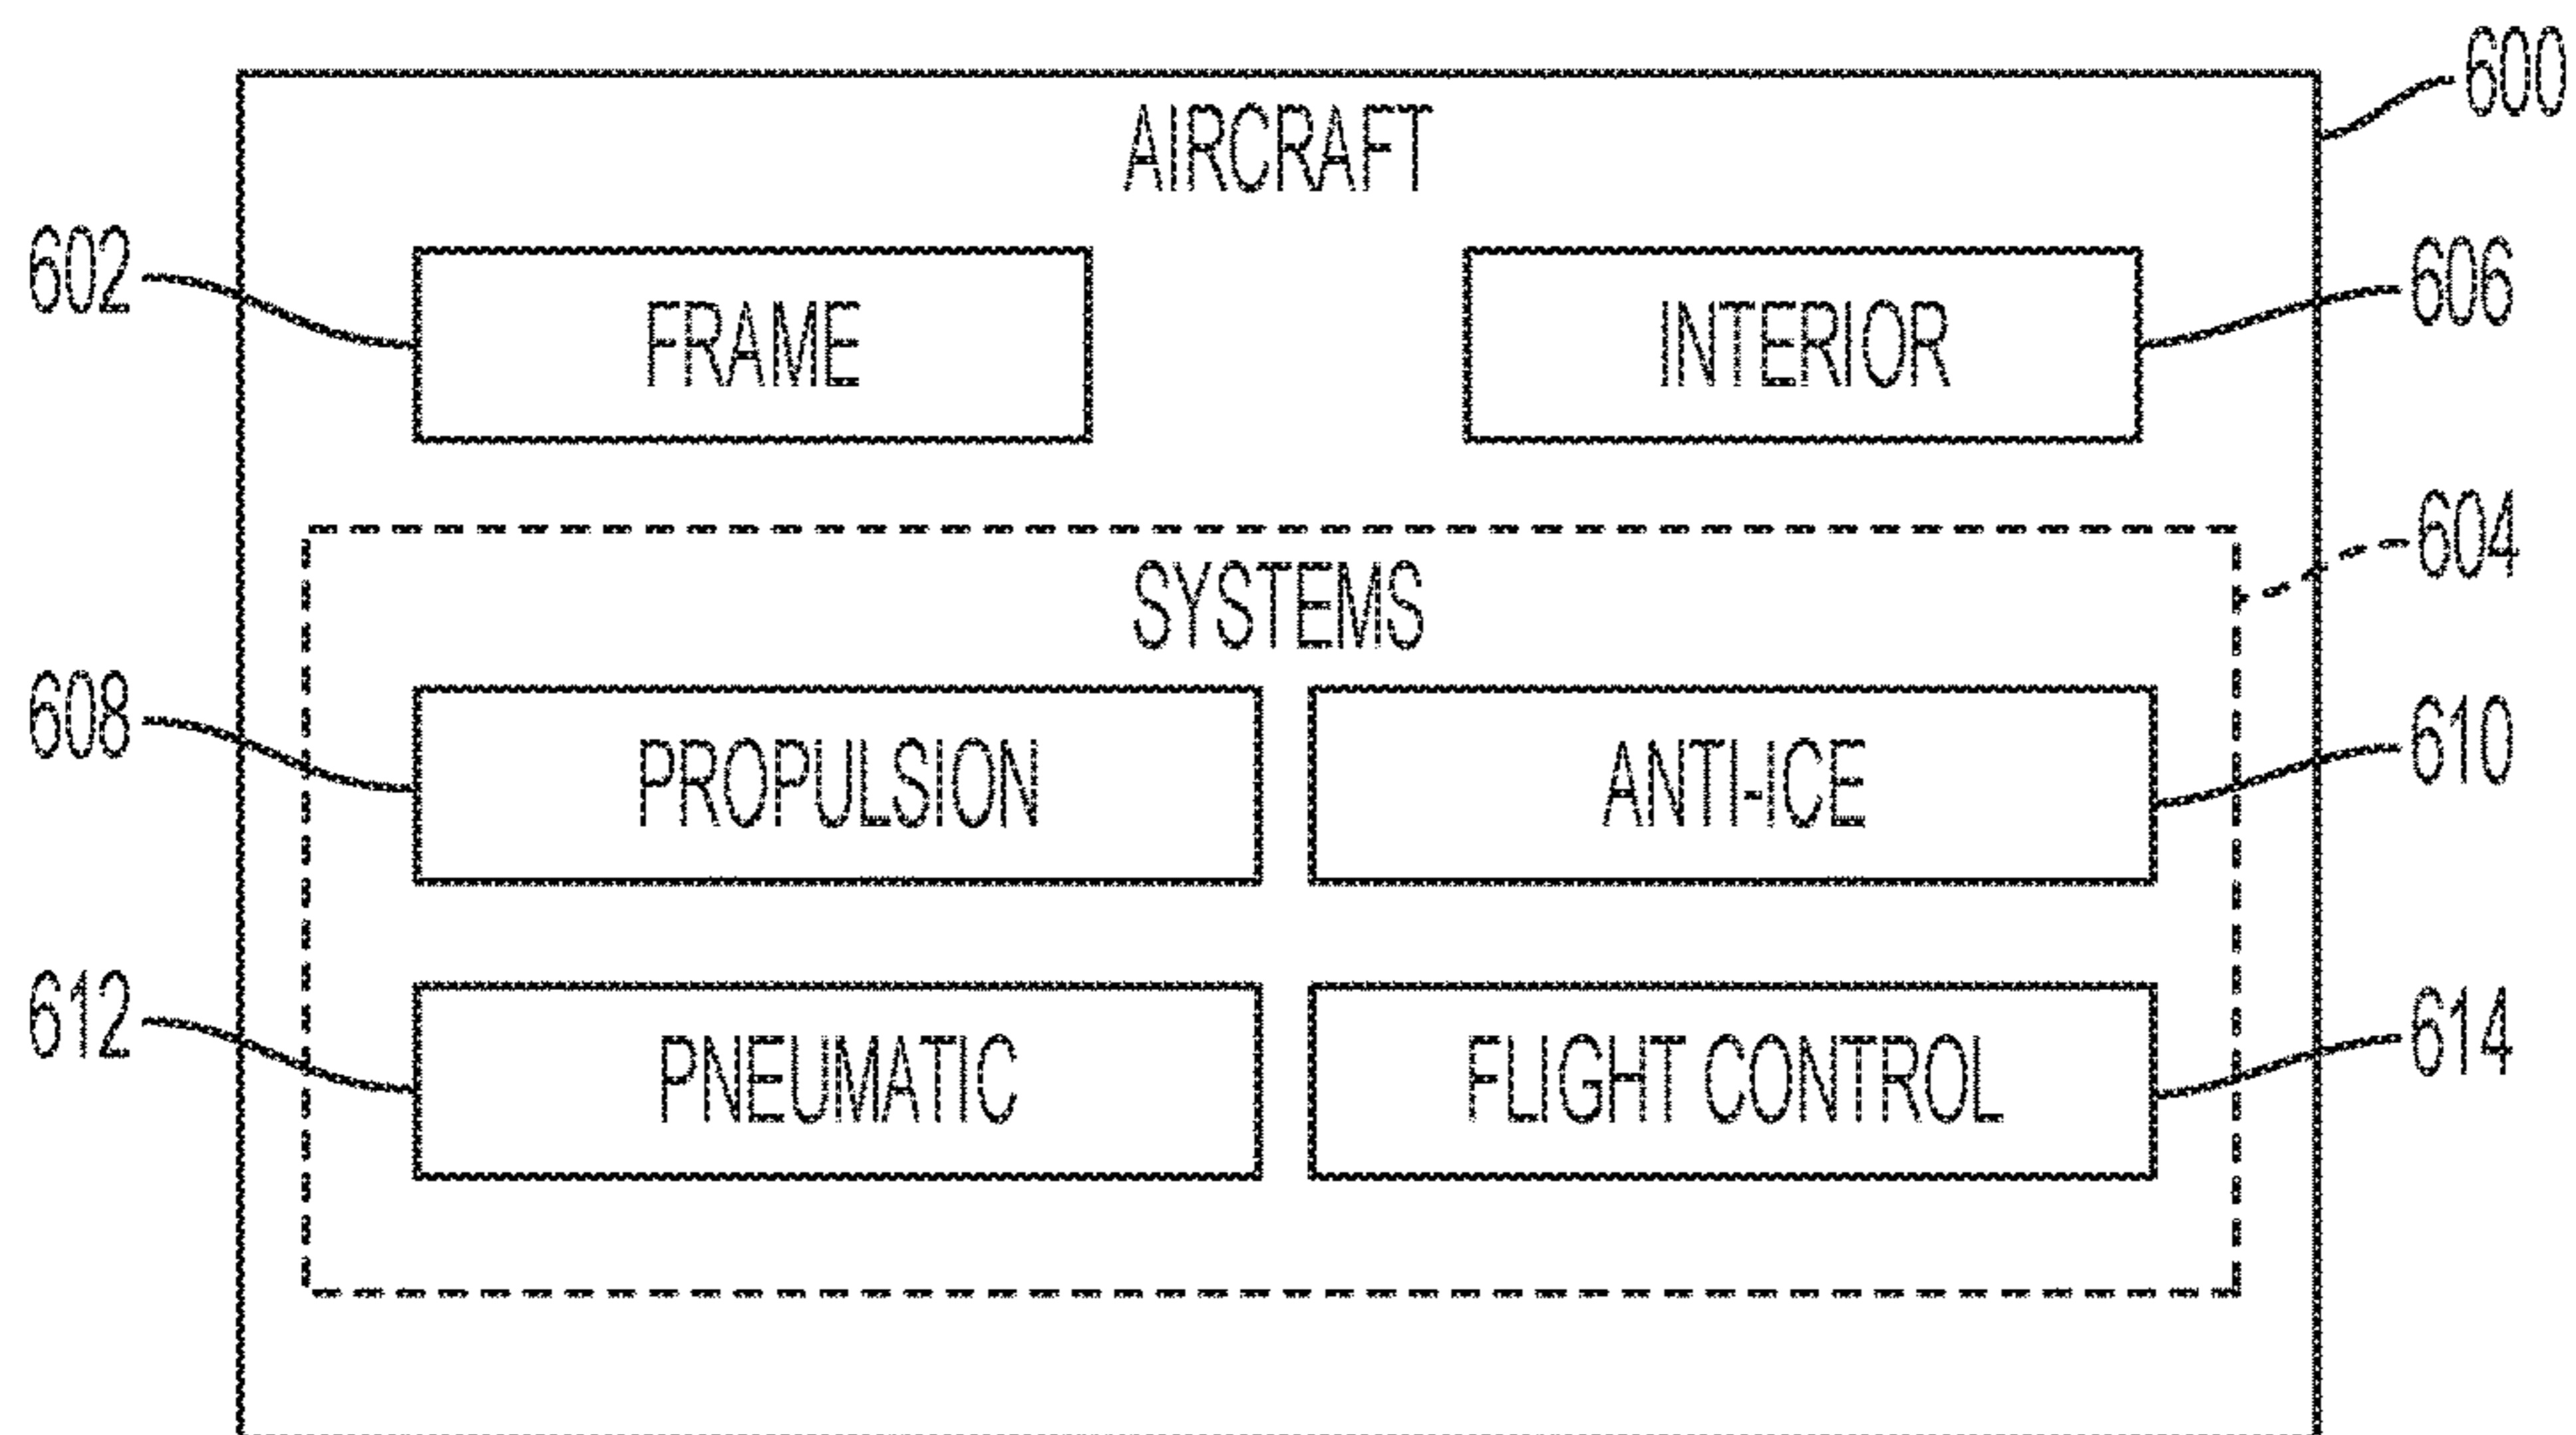 600
AIRCRAFT
602
FRAME
INTERIOR
606
604
SYSTEMS
608
PROPULSION
ANTI-ICE
610
612
PNEUMATIC
FLIGHT CONTROL
614